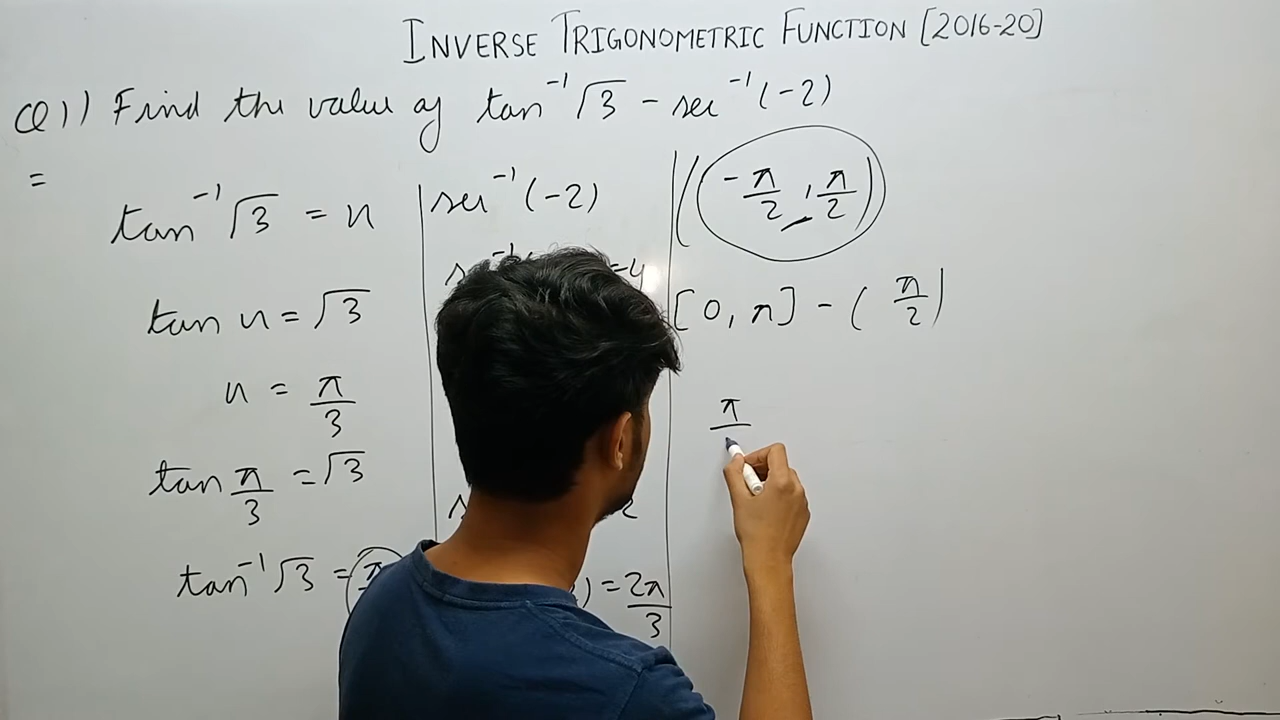 INVERSE TRIGONOMETRIC FUNCTION [2016-20]
Q1) Find the value of tan⁻¹√3 - sec⁻¹(-2)
=
tan⁻¹√3 = x
tan x = √3
x = π/3
tan π/3 = √3
tan⁻¹√3 = π
sec⁻¹(-2)
= y
2
) = 2π/3
(-π/2, π/2)
[0, π] - (π/2)
π